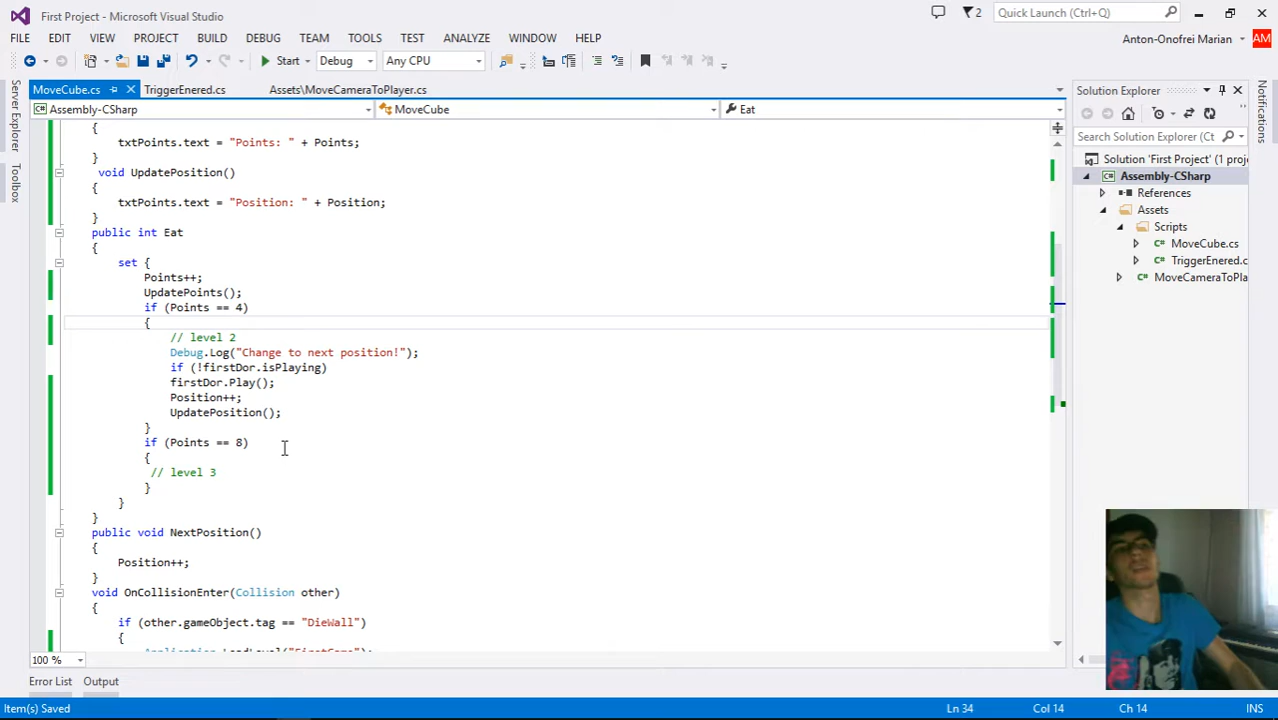 First Project - Microsoft Visual Studio
2
Quick Launch (Ctrl+Q)
FILE EDIT VIEW PROJECT BUILD DEBUG TEAM TOOLS TEST ANALYZE WINDOW HELP
Anton-Onofrei Marian AM
Start Debug Any CPU
MoveCube.cs TriggerEnered.cs Assets\MoveCameraToPlayer.cs
Assembly-CSharp MoveCube Eat
{
txtPoints.text = "Points: " + Points;
}
void UpdatePosition()
{
txtPoints.text = "Position: " + Position;
}
public int Eat
{
set {
Points++;
UpdatePoints();
if (Points == 4)
{
// level 2
Debug.Log("Change to next position!");
if (!firstDor.isPlaying)
firstDor.Play();
Position++;
UpdatePosition();
}
if (Points == 8)
{
// level 3
}
}
}
public void NextPosition()
{
Position++;
}
void OnCollisionEnter(Collision other)
{
if (other.gameObject.tag == "DieWall")
{
Application.LoadLevel("FirstGame");
100 %
Server Explorer
Toolbox
Solution Explorer
Search Solution Explorer (Ct
Solution 'First Project' (1 proj
Assembly-CSharp
References
Assets
Scripts
MoveCube.cs
TriggerEnered.c
MoveCameraToPla
Notifications
Error List Output
Item(s) Saved Ln 34 Col 14 Ch 14 INS